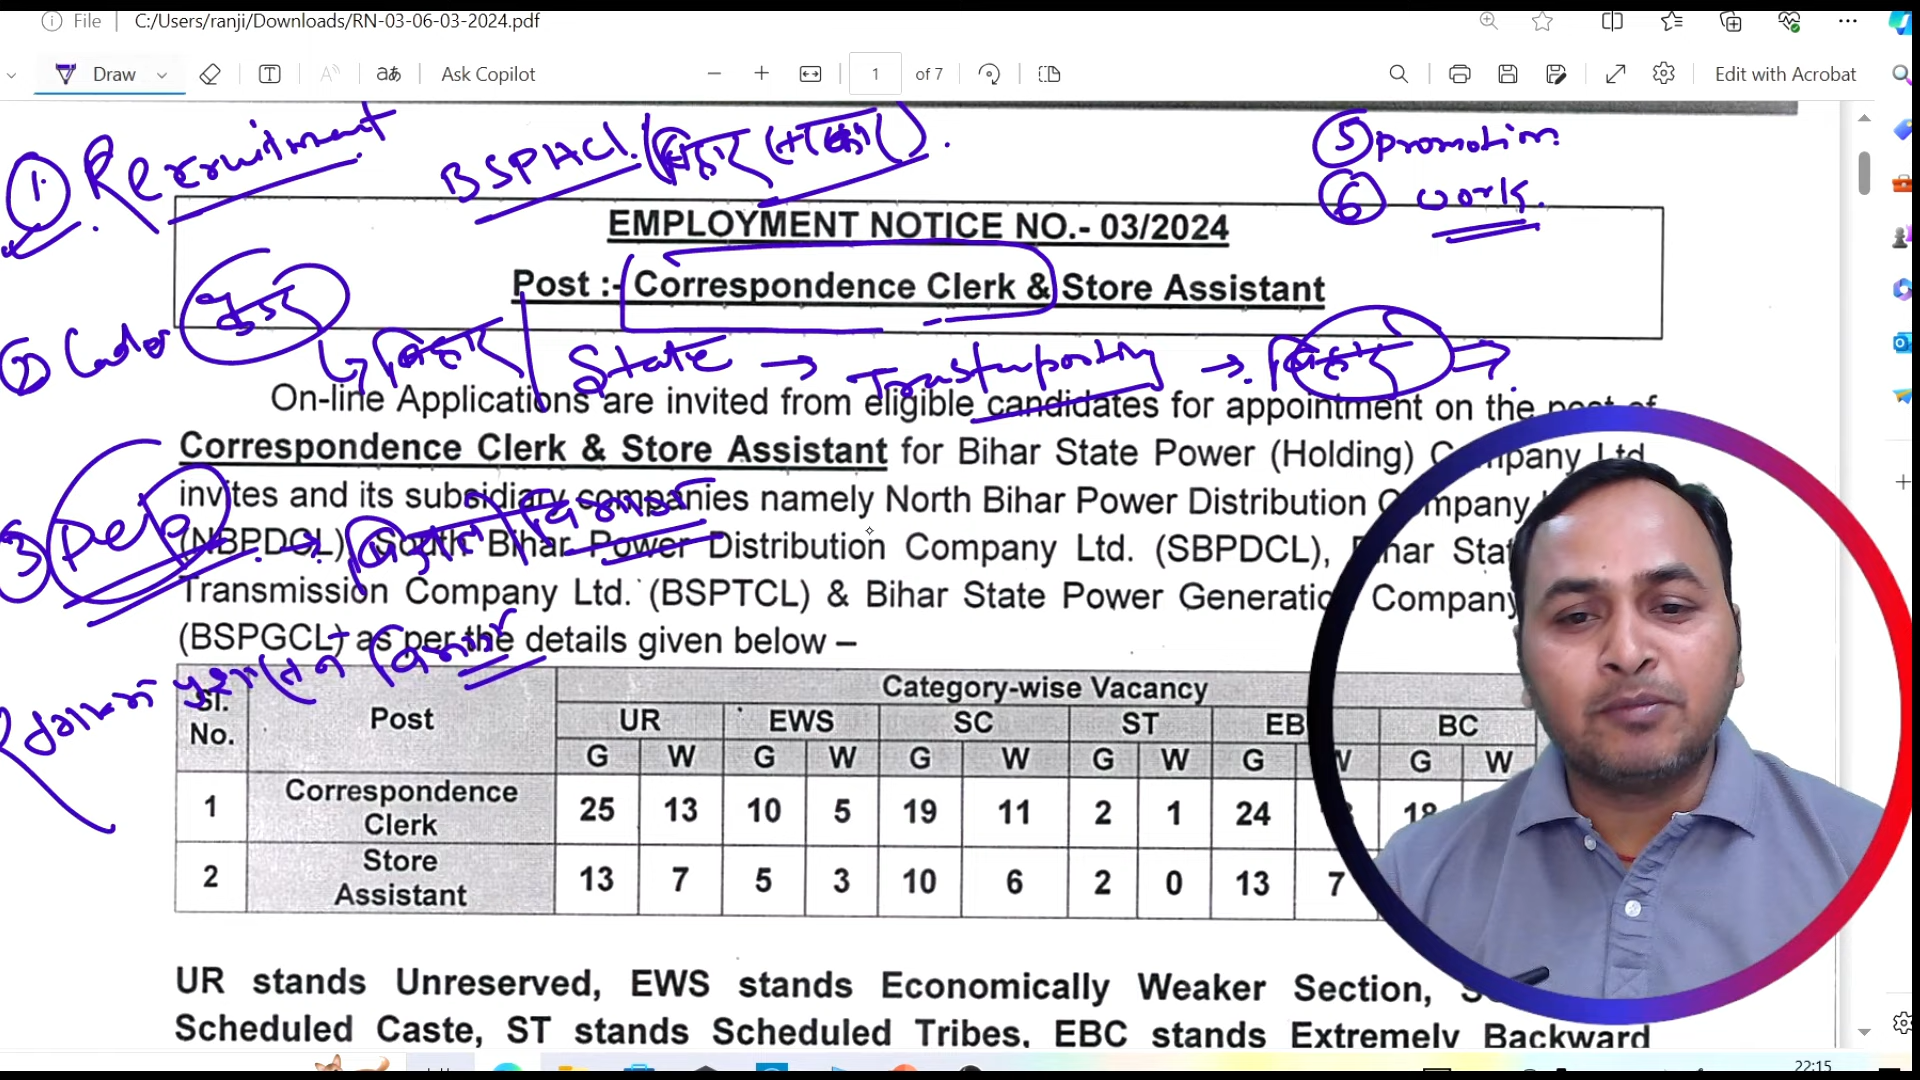 File C:/Users/ranji/Downloads/RN-03-06-03-2024.pdf
Draw Ask Copilot 1 of 7 Edit with Acrobat
① Recruitment BSPHCL ⑤ promotion
⑥ work.
EMPLOYMENT NOTICE NO.- 03/2024
Post :- Correspondence Clerk & Store Assistant
②
State →
On-line Applications are invited from eligible candidates for appointment on the post of
Correspondence Clerk & Store Assistant for Bihar State Power (Holding) Company Ltd.
invites and its subsidiary companies namely North Bihar Power Distribution Company
③ (NBPDCL), South Bihar Power Distribution Company Ltd. (SBPDCL), Bihar State
Transmission Company Ltd. (BSPTCL) & Bihar State Power Generation Company
(BSPGCL) as per the details given below –
Sl. No. Post Category-wise Vacancy
UR EWS SC ST EB BC
G W G W G W G W G W G W
1 Correspondence Clerk 25 13 10 5 19 11 2 1 24 18
2 Store Assistant 13 7 5 3 10 6 2 0 13 7
UR stands Unreserved, EWS stands Economically Weaker Section,
Scheduled Caste, ST stands Scheduled Tribes, EBC stands Extremely Backward
22:15